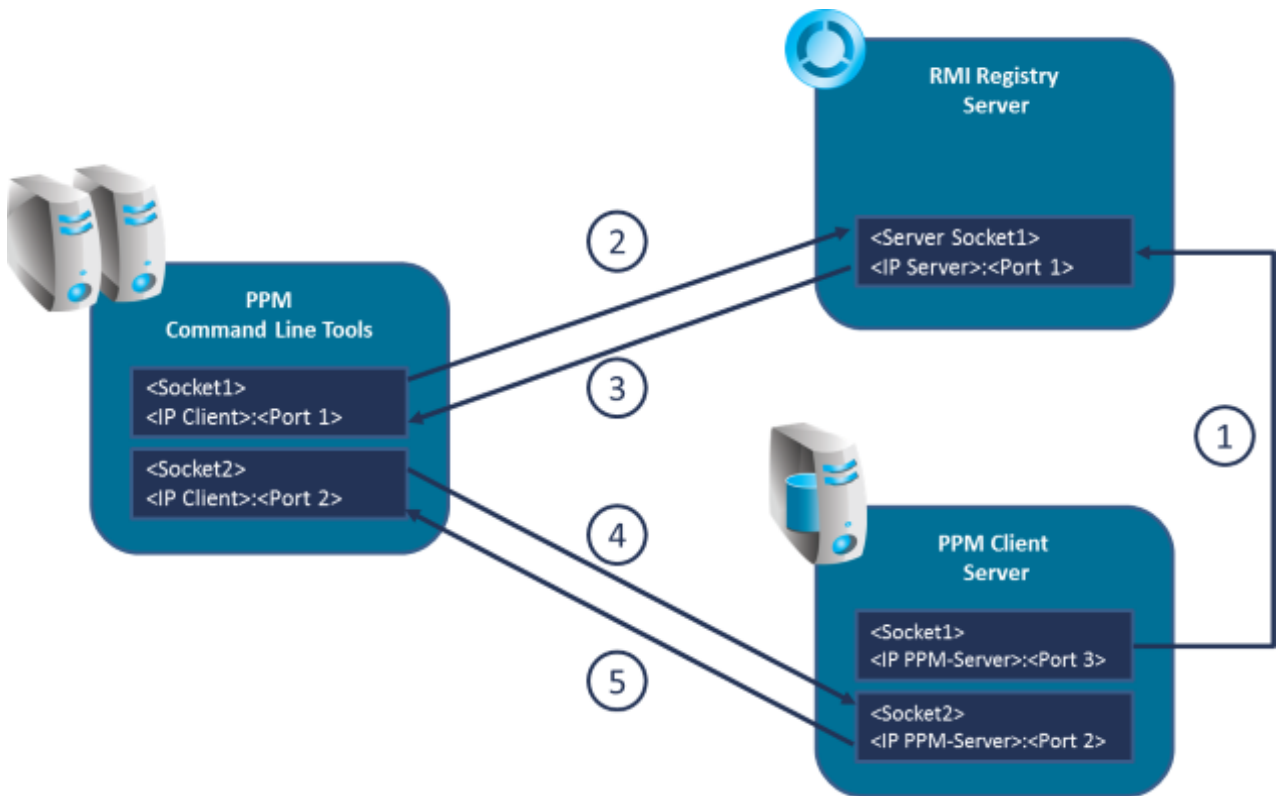 RMI Registry
Server
<Server Socket1>
<IP Server>:<Port 1>
2
PPM
Command Line Tools
<Socket1>
<IP Client>:<Port 1>
<Socket2>
<IP Client>:<Port 2>
3
1
4
PPM Client
Server
<Socket1>
<IP PPM-Server>:<Port 3>
5
<Socket2>
<IP PPM-Server>:<Port 2>